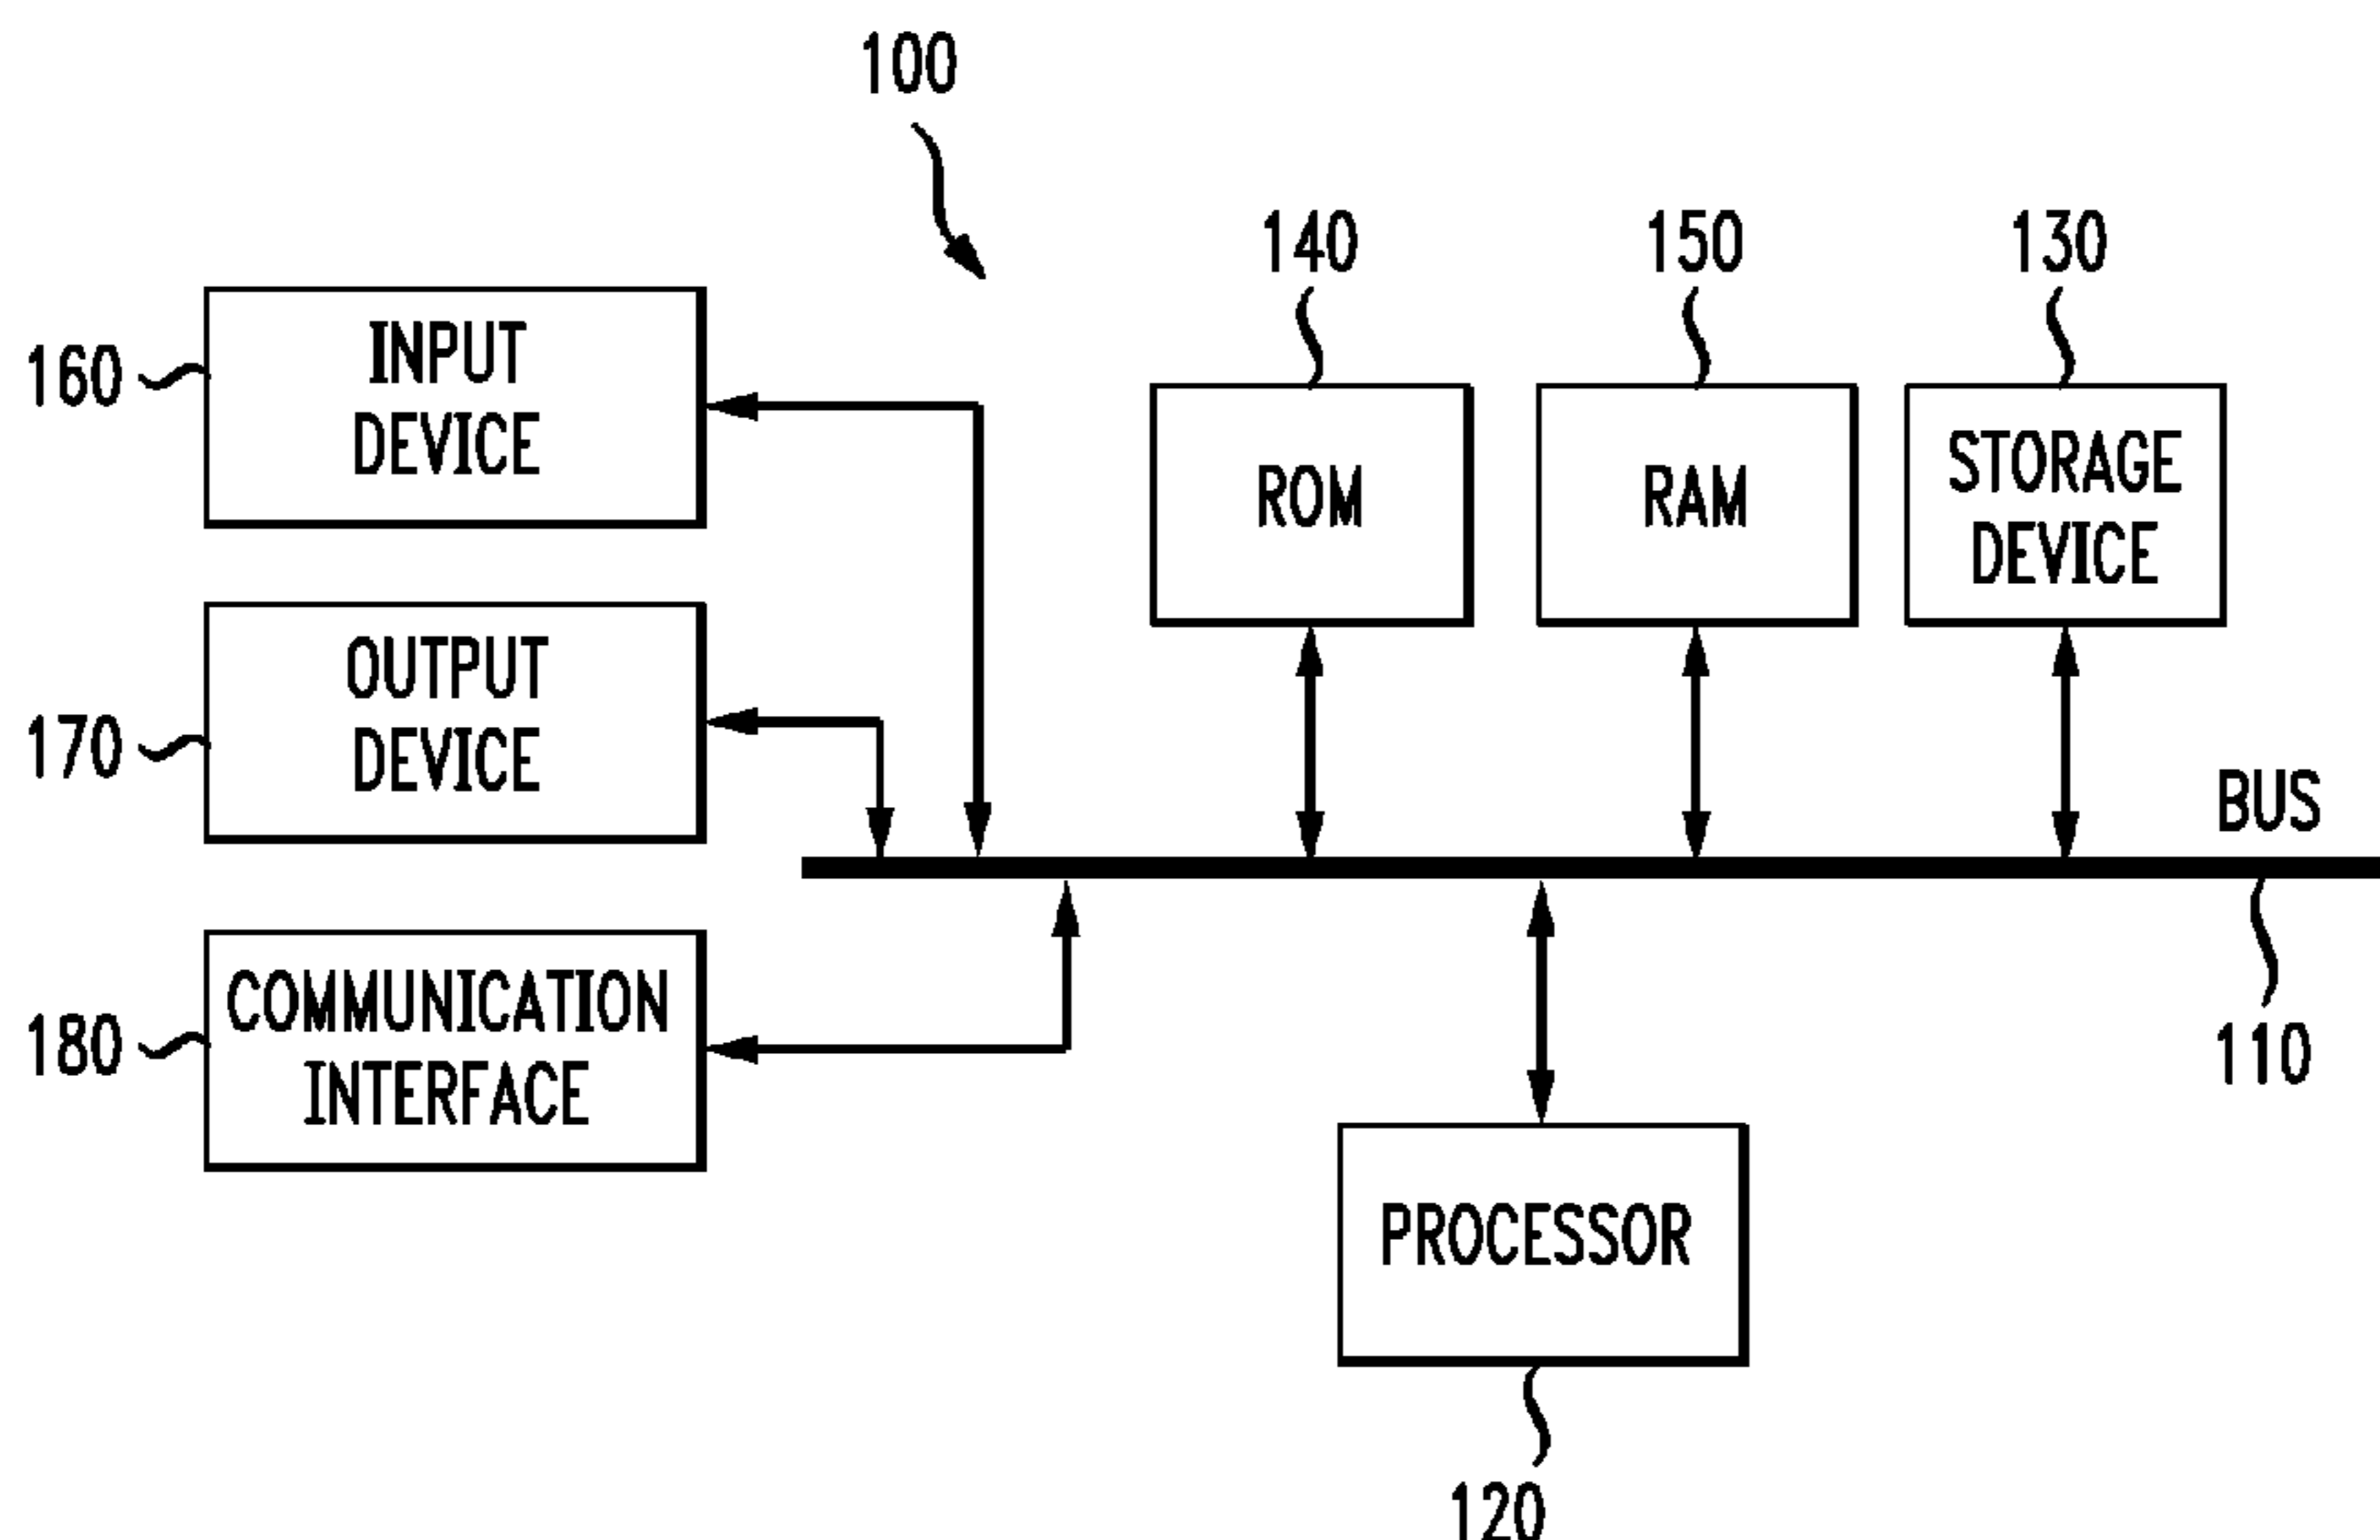 100
140
150
130
160
INPUT
DEVICE
ROM
RAM
STORAGE
DEVICE
170
OUTPUT
DEVICE
BUS
180
COMMUNICATION
INTERFACE
110
PROCESSOR
120